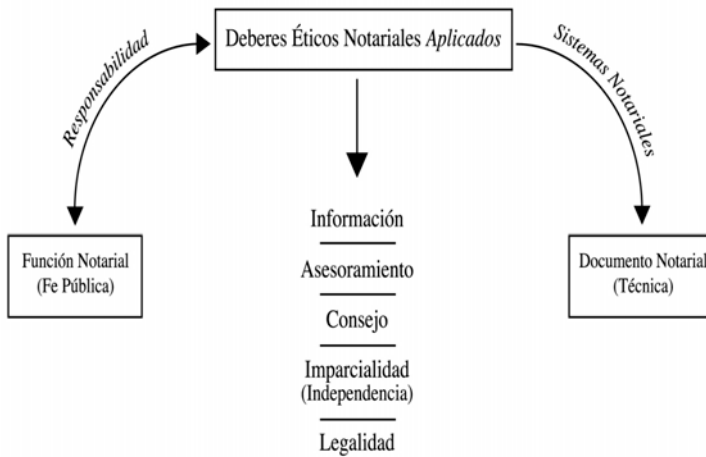 Deberes Éticos Notariales Aplicados
Responsabilidad
Sistemas Notariales
Función Notarial
(Fe Pública)
Documento Notarial
(Técnica)
Información
Asesoramiento
Consejo
Imparcialidad
(Independencia)
Legalidad